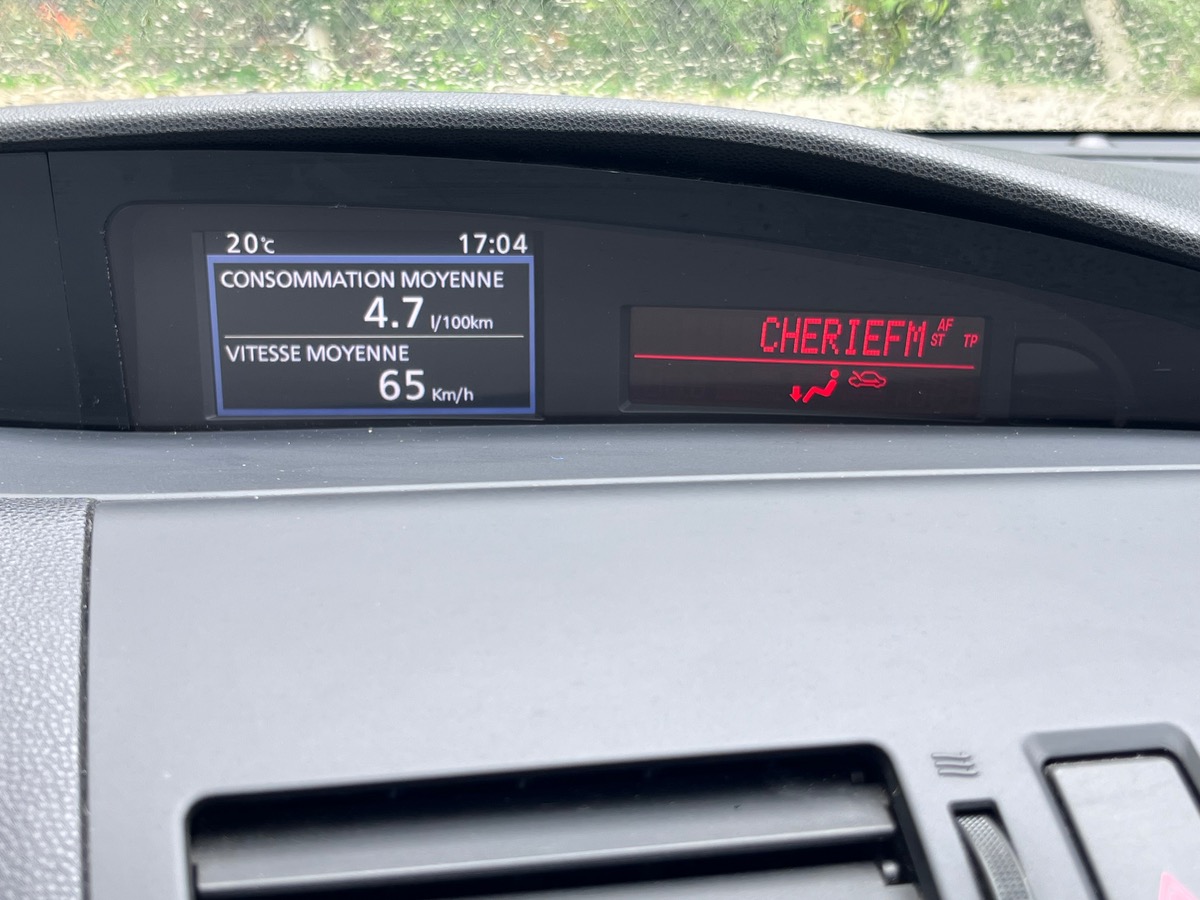 20°C 17:04
CONSOMMATION MOYENNE
4.7 l/100km
VITESSE MOYENNE
65 Km/h
CHERIEFM AF
ST TP